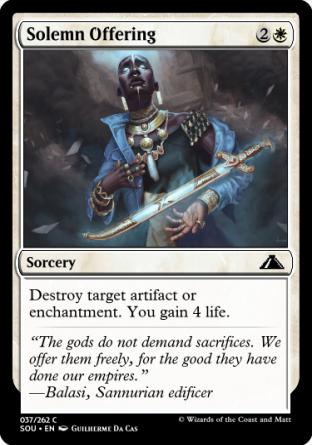 Solemn Offering 2
Sorcery
Destroy target artifact or
enchantment. You gain 4 life.
“The gods do not demand sacrifices. We
offer them freely, for the good they have
done our empires.”
—Balasi, Sannurian edificer
037/262 C
SOU • EN Guilherme Da Cas
© Wizards of the Coast and Matt